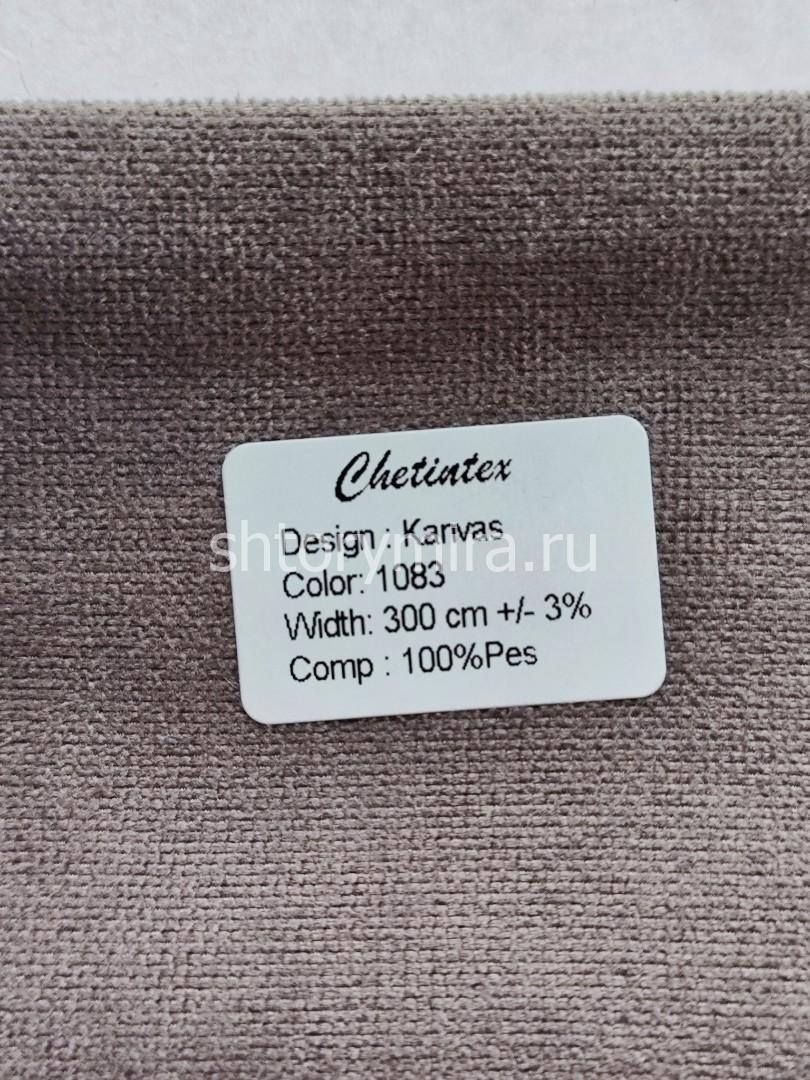 Chetintex
Design : Kanvas
shtorymira.ru
Color: 1083
Width: 300 cm +/- 3%
Comp : 100%Pes